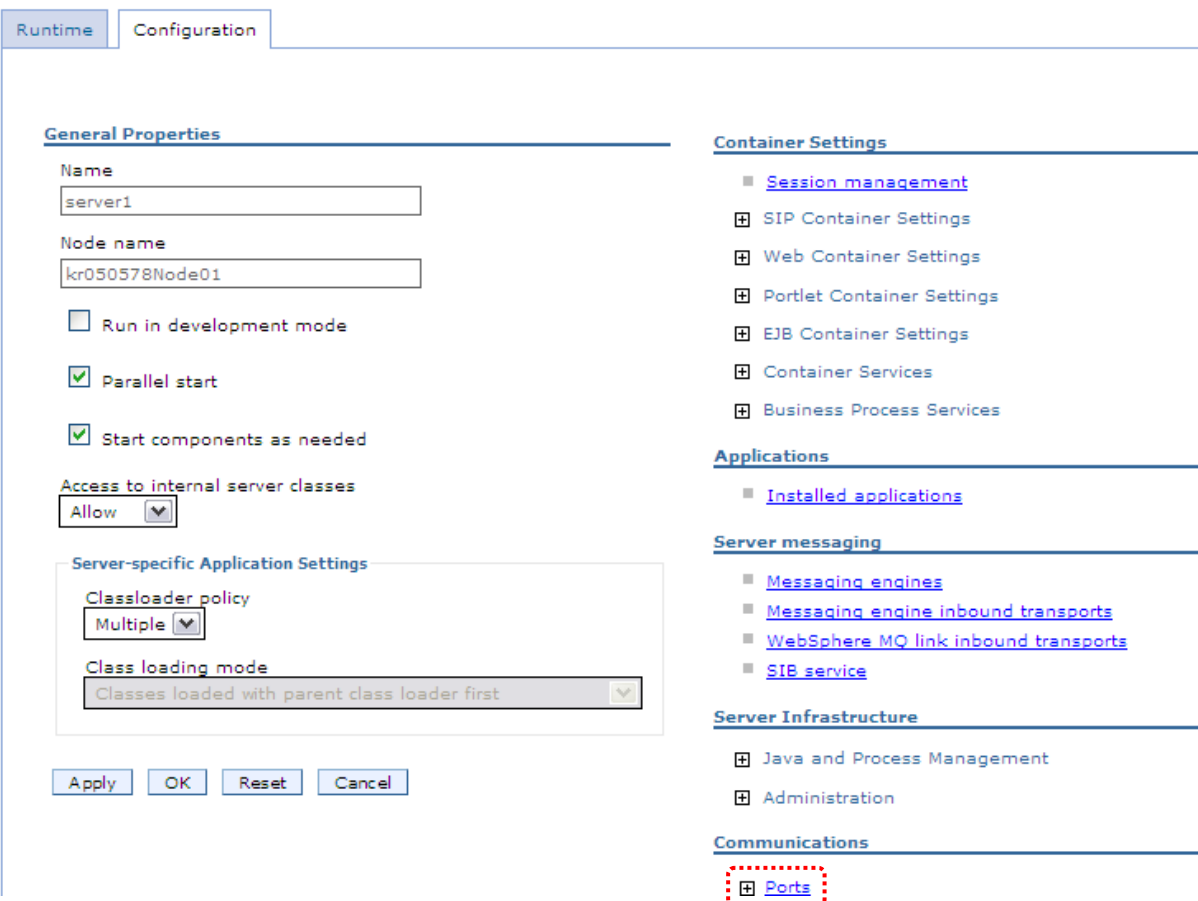 Runtime
Configuration
General Properties
Name
server1
Node name
kr050578Node01
Run in development mode
Parallel start
Start components as needed
Access to internal server classes
Allow
Server-specific Application Settings
Classloader policy
Multiple
Class loading mode
Classes loaded with parent class loader first
Apply
OK
Reset
Cancel
Container Settings
Session management
SIP Container Settings
Web Container Settings
Portlet Container Settings
EJB Container Settings
Container Services
Business Process Services
Applications
Installed applications
Server messaging
Messaging engines
Messaging engine inbound transports
WebSphere MQ link inbound transports
SIB service
Server Infrastructure
Java and Process Management
Administration
Communications
Ports